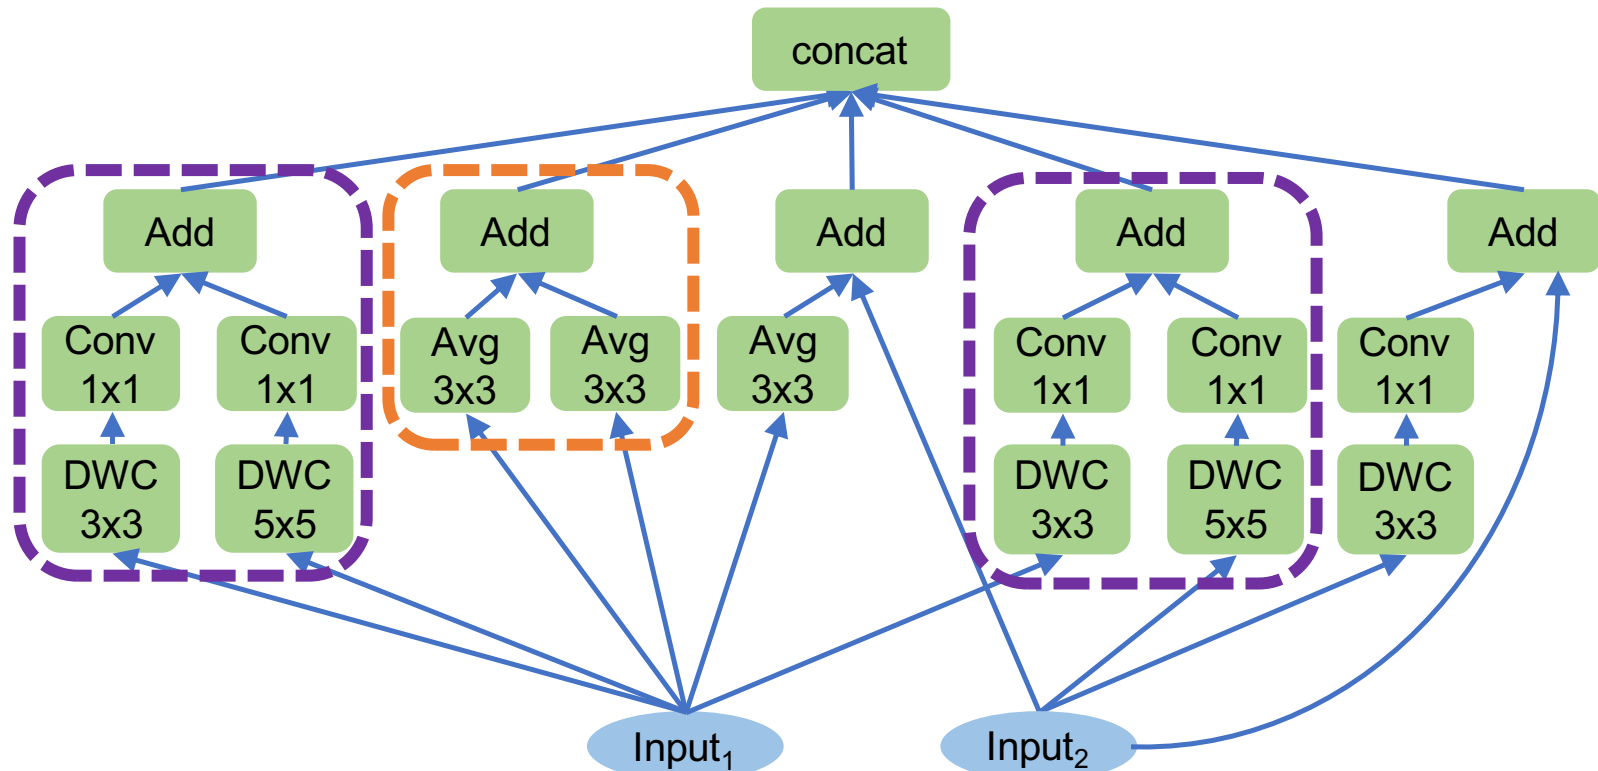 concat
Add
Add
Add
Add
Add
Conv
1x1
Conv
1x1
Avg
3x3
Avg
3x3
Avg
3x3
Conv
1x1
Conv
1x1
Conv
1x1
DWC
3x3
DWC
5x5
DWC
3x3
DWC
5x5
DWC
3x3
Input₁
Input₂